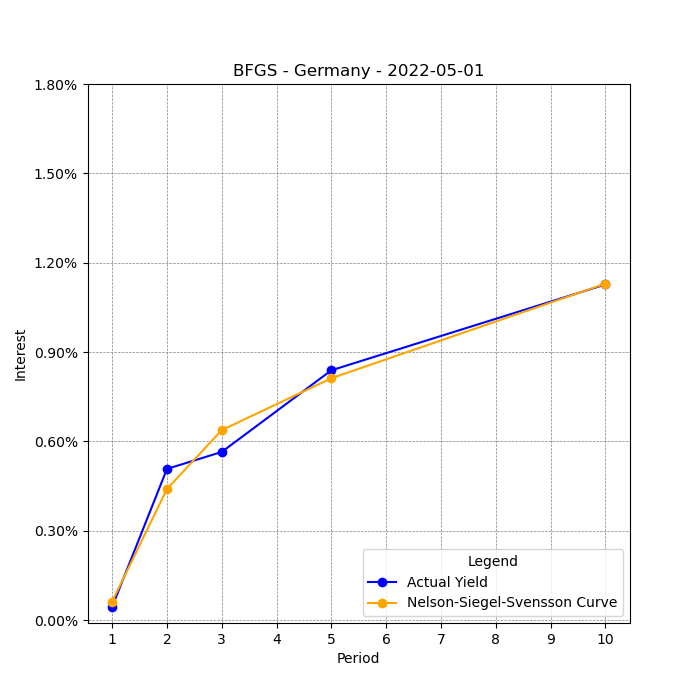 BFGS - Germany - 2022-05-01
1.80%
1.50%
1.20%
0.90%
0.60%
0.30%
0.00%
Interest
1 2 3 4 5 6 7 8 9 10
Period
Legend
Actual Yield
Nelson-Siegel-Svensson Curve